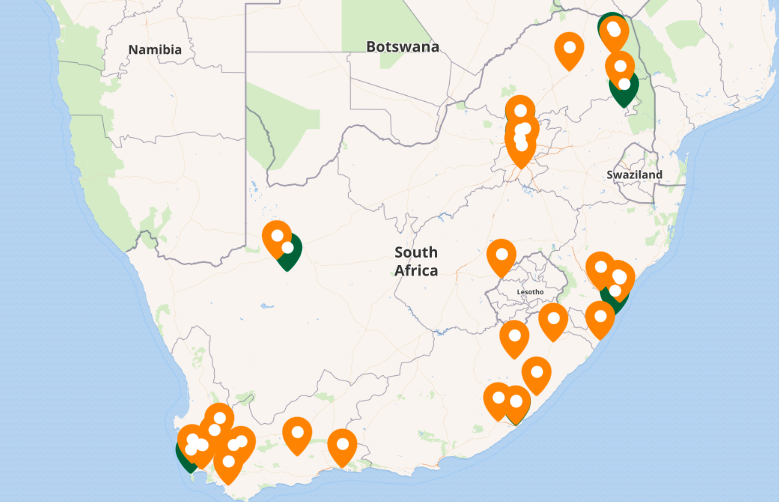 Namibia
Botswana
Swaziland
South
Africa
Lesotho